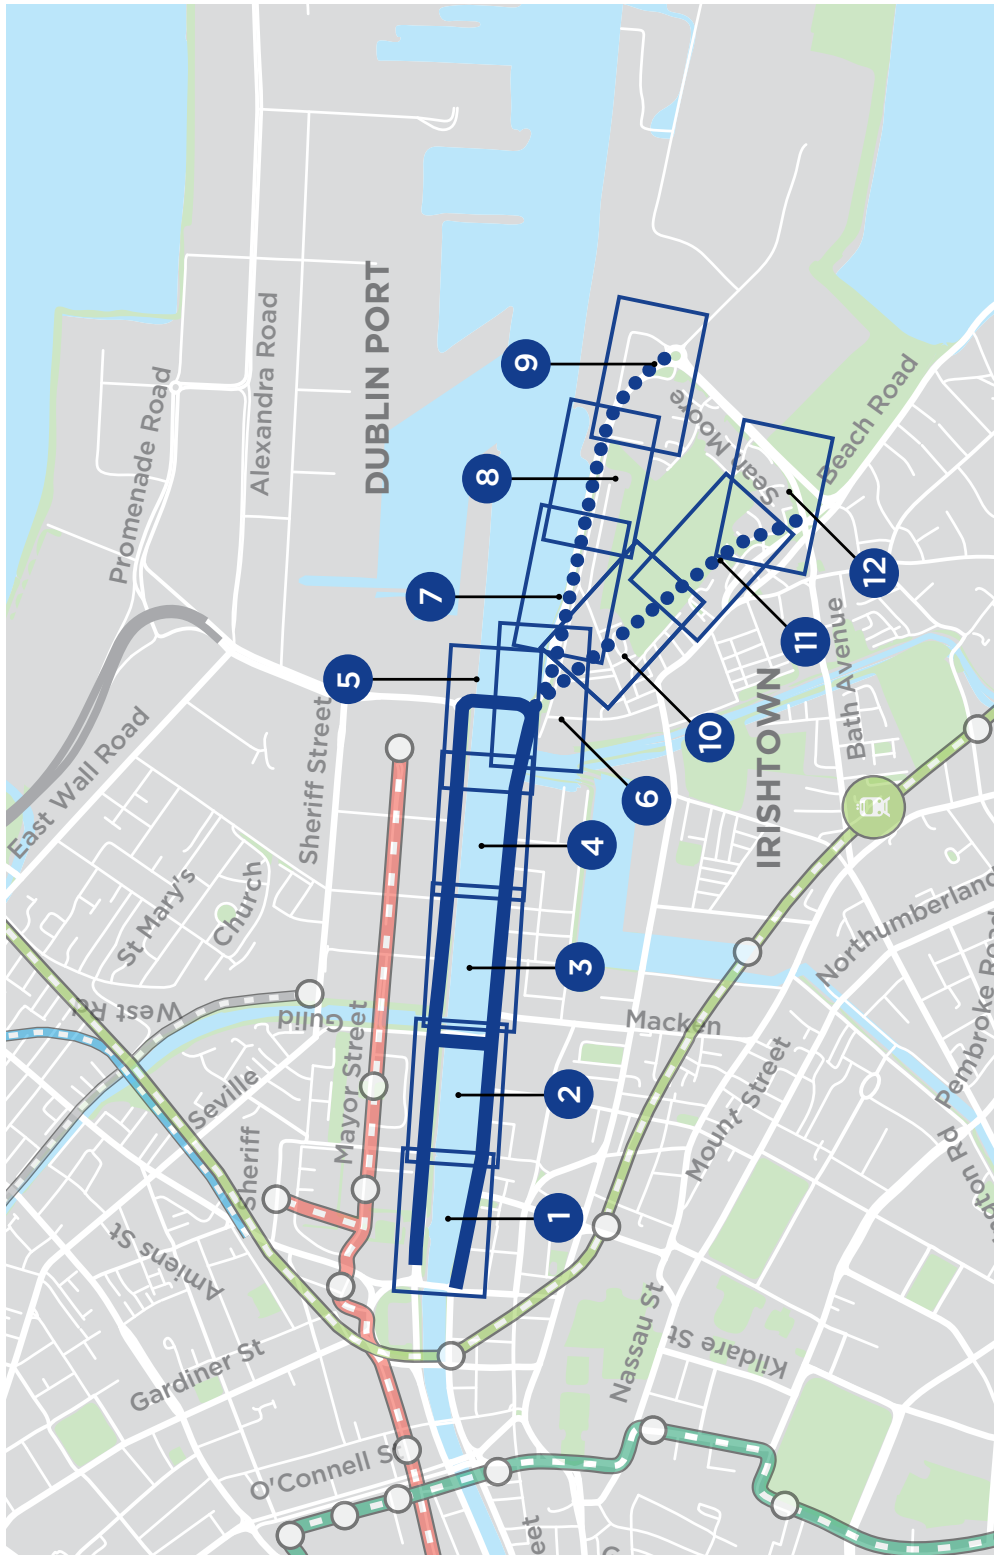 Promenade Road
Alexandra Road
DUBLIN PORT
East Wall Road
Sheriff Street
St Mary's
Church
West Rd
Guild
Mayor Street
Seville
Sheriff
Amiens St
Gardiner St
O'Connell St
Sean Moore
Beach Road
Bath Avenue
IRISHTOWN
Macken
Mount Street
Northumberland
Pembroke Road
Nassau St
Kildare St
1
2
3
4
5
6
7
8
9
10
11
12